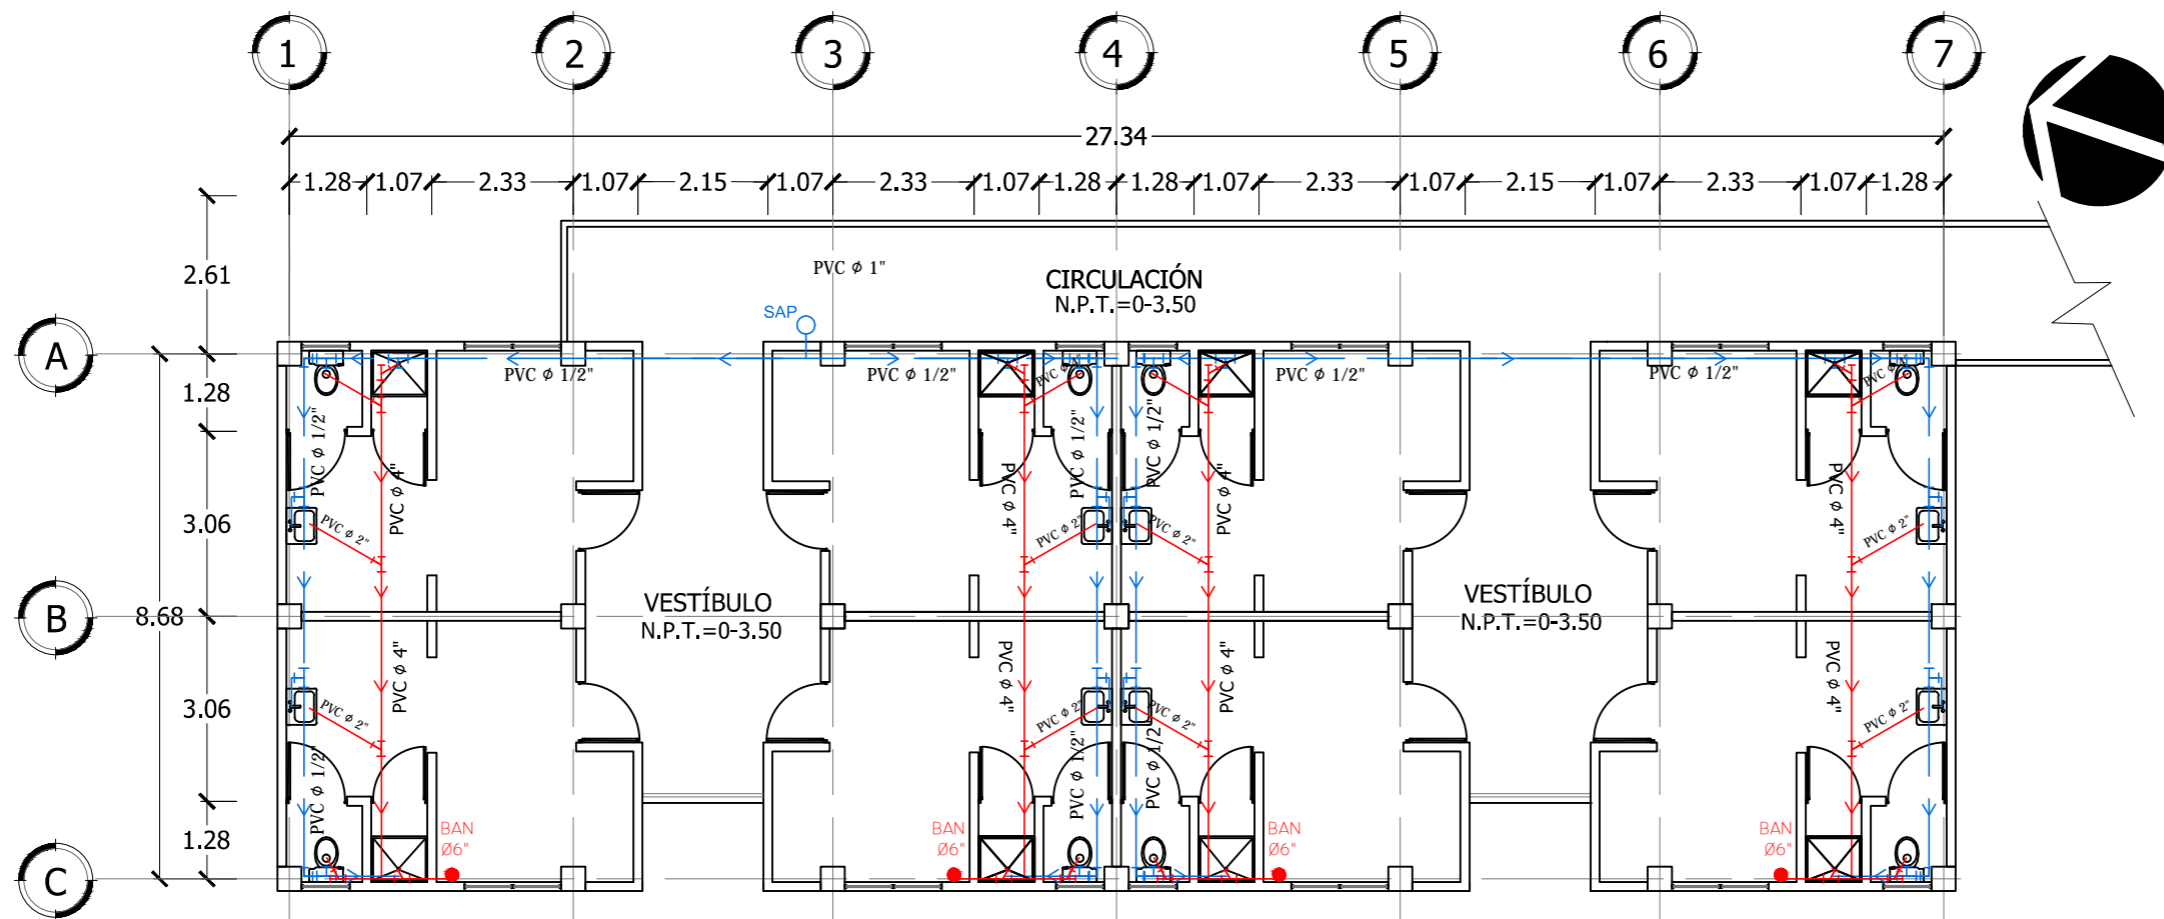 1 2 3 4 5 6 7
27.34
1.28 1.07 2.33 1.07 2.15 1.07 2.33 1.07 1.28 1.28 1.07 2.33 1.07 2.15 1.07 2.33 1.07 1.28
2.61
PVC ϕ 1"
CIRCULACIÓN
N.P.T.=0-3.50
SAP
A
PVC ϕ 1/2" PVC ϕ 1/2" PVC ϕ 1/2" PVC ϕ 1/2"
PVC ϕ 4" PVC ϕ 4"
1.28
PVC ϕ 1/2" PVC ϕ 1/2" PVC ϕ 1/2"
PVC ϕ 4" PVC ϕ 4" PVC ϕ 4" PVC ϕ 4"
3.06
PVC ϕ 2" PVC ϕ 2" PVC ϕ 2" PVC ϕ 2"
B
8.68
VESTÍBULO
N.P.T.=0-3.50
VESTÍBULO
N.P.T.=0-3.50
PVC ϕ 4" PVC ϕ 4" PVC ϕ 4" PVC ϕ 4"
3.06
PVC ϕ 2" PVC ϕ 2" PVC ϕ 2" PVC ϕ 2"
PVC ϕ 1/2" PVC ϕ 1/2" PVC ϕ 1/2
1.28
BAN
Ø6"
BAN
Ø6"
BAN
Ø6"
BAN
Ø6"
C